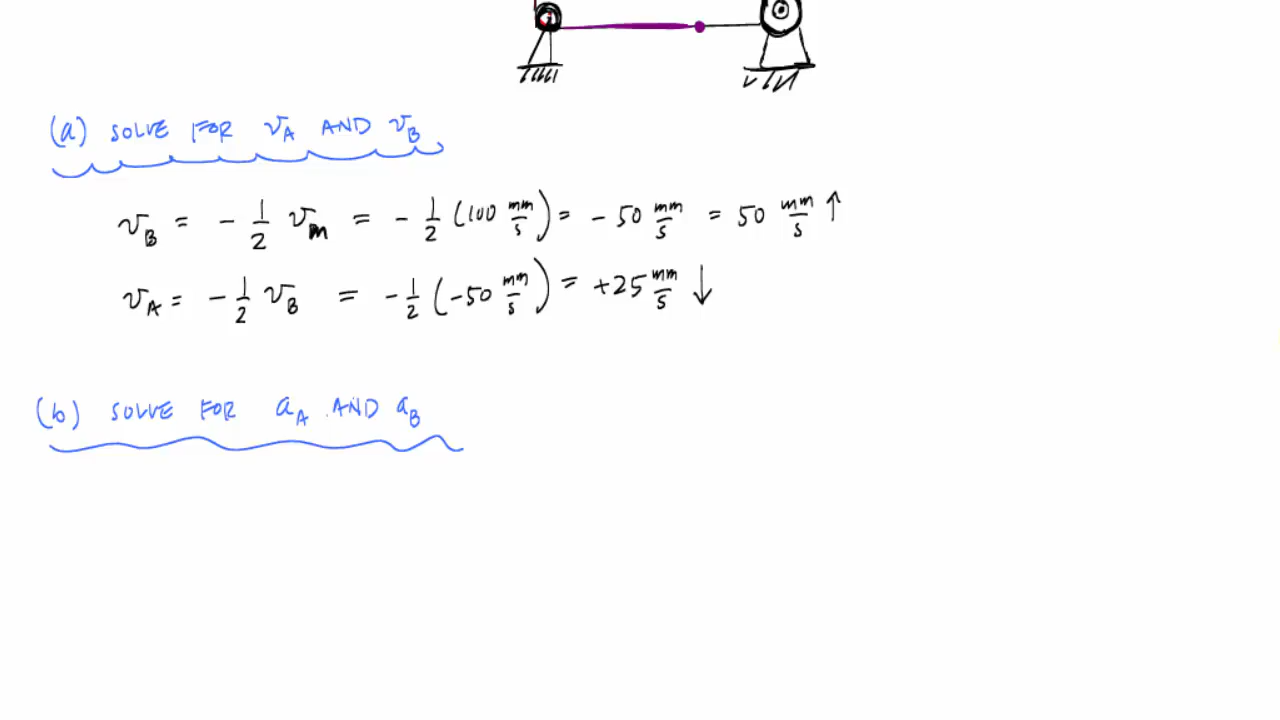 (a) SOLVE FOR v_A AND v_B
v_B = - 1/2 v_m = - 1/2 (100 mm/s) = - 50 mm/s = 50 mm/s ↑
v_A = - 1/2 v_B = - 1/2 (-50 mm/s) = +25 mm/s ↓
(b) SOLVE FOR a_A AND a_B